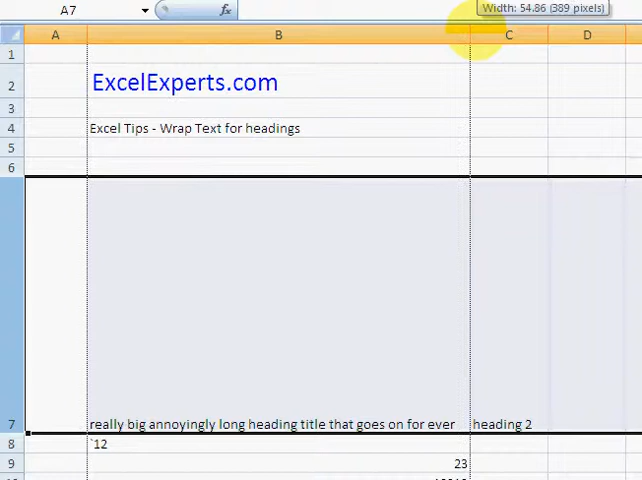 Width: 54.86 (389 pixels)
A7 fx
A B C D
1
2 ExcelExperts.com
3
4 Excel Tips - Wrap Text for headings
5
6
7 really big annoyingly long heading title that goes on for ever heading 2
8 `12
9 23